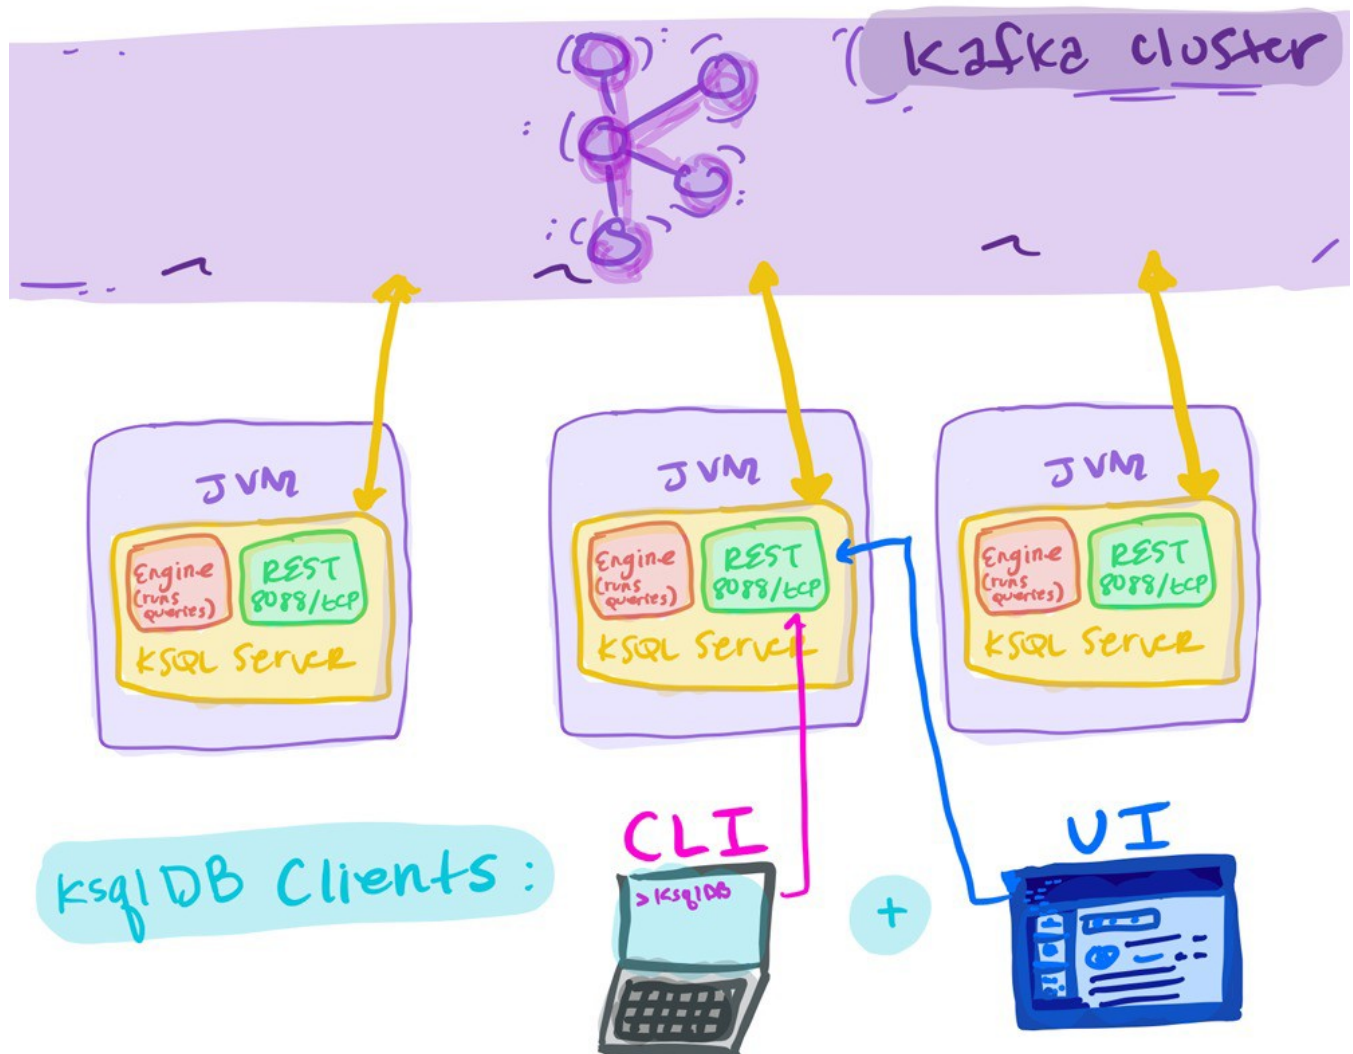 Kafka cluster
JVM
Engine
(runs
queries)
REST
8088/tcp
KSQL Server
JVM
Engine
(runs
queries)
REST
8088/tcp
KSQL Server
JVM
Engine
(runs
queries)
REST
8088/tcp
KSQL Server
ksqlDB Clients:
CLI
>ksqlDB
+
UI